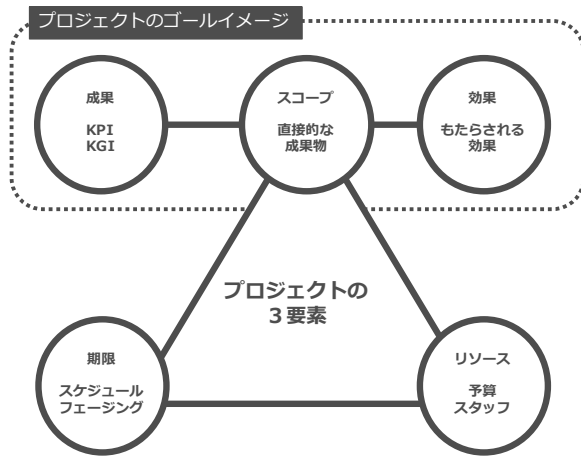 プロジェクトのゴールイメージ
成果
KPI
KGI
スコープ
直接的な
成果物
効果
もたらされる
効果
プロジェクトの
3要素
期限
スケジュール
フェージング
リソース
予算
スタッフ